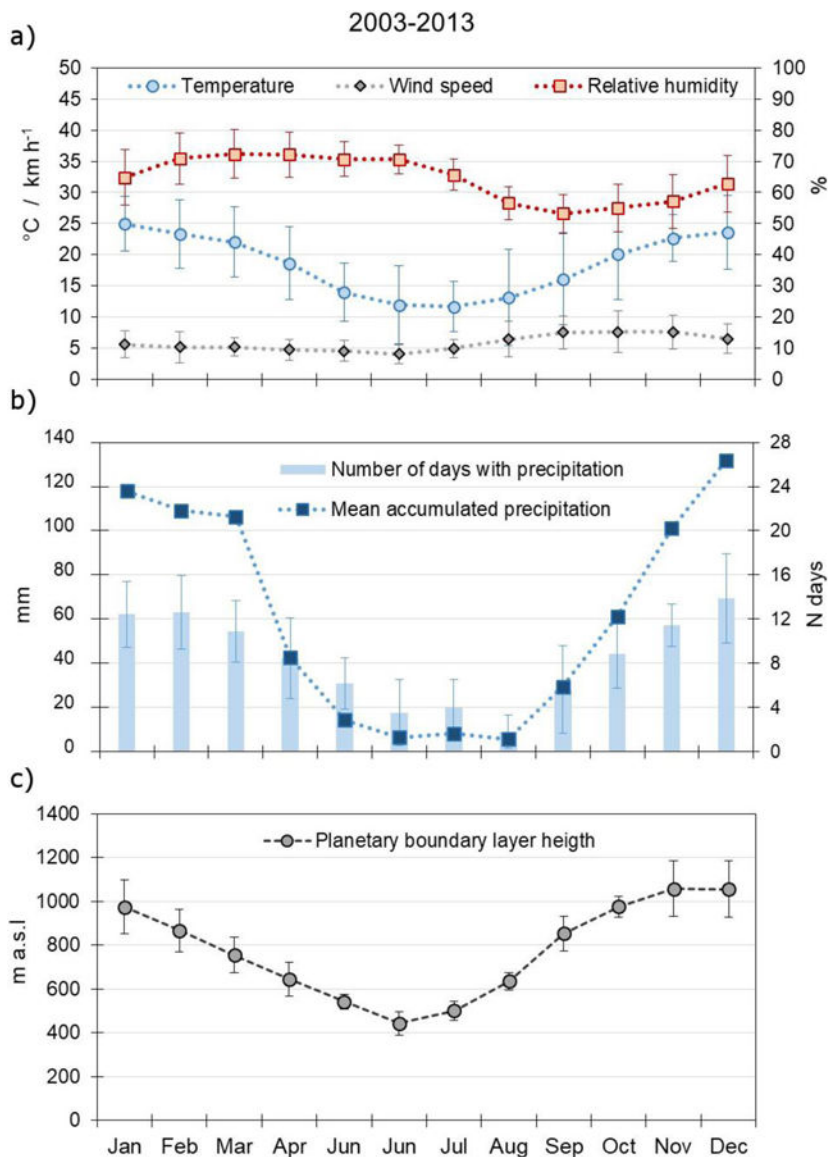 2003-2013
a)
50 100
45 90
40 80
35 70
30 60
25 50
20 40
15 30
10 20
5 10
0 0
Temperature Wind speed Relative humidity
°C / km h⁻¹
%
b)
140 28
120 24
100 20
80 16
60 12
40 8
20 4
0 0
Number of days with precipitation
Mean accumulated precipitation
mm
N days
c)
1400
1200
1000
800
600
400
200
0
Planetary boundary layer heigth
m a.s.l
Jan Feb Mar Apr Jun Jun Jul Aug Sep Oct Nov Dec